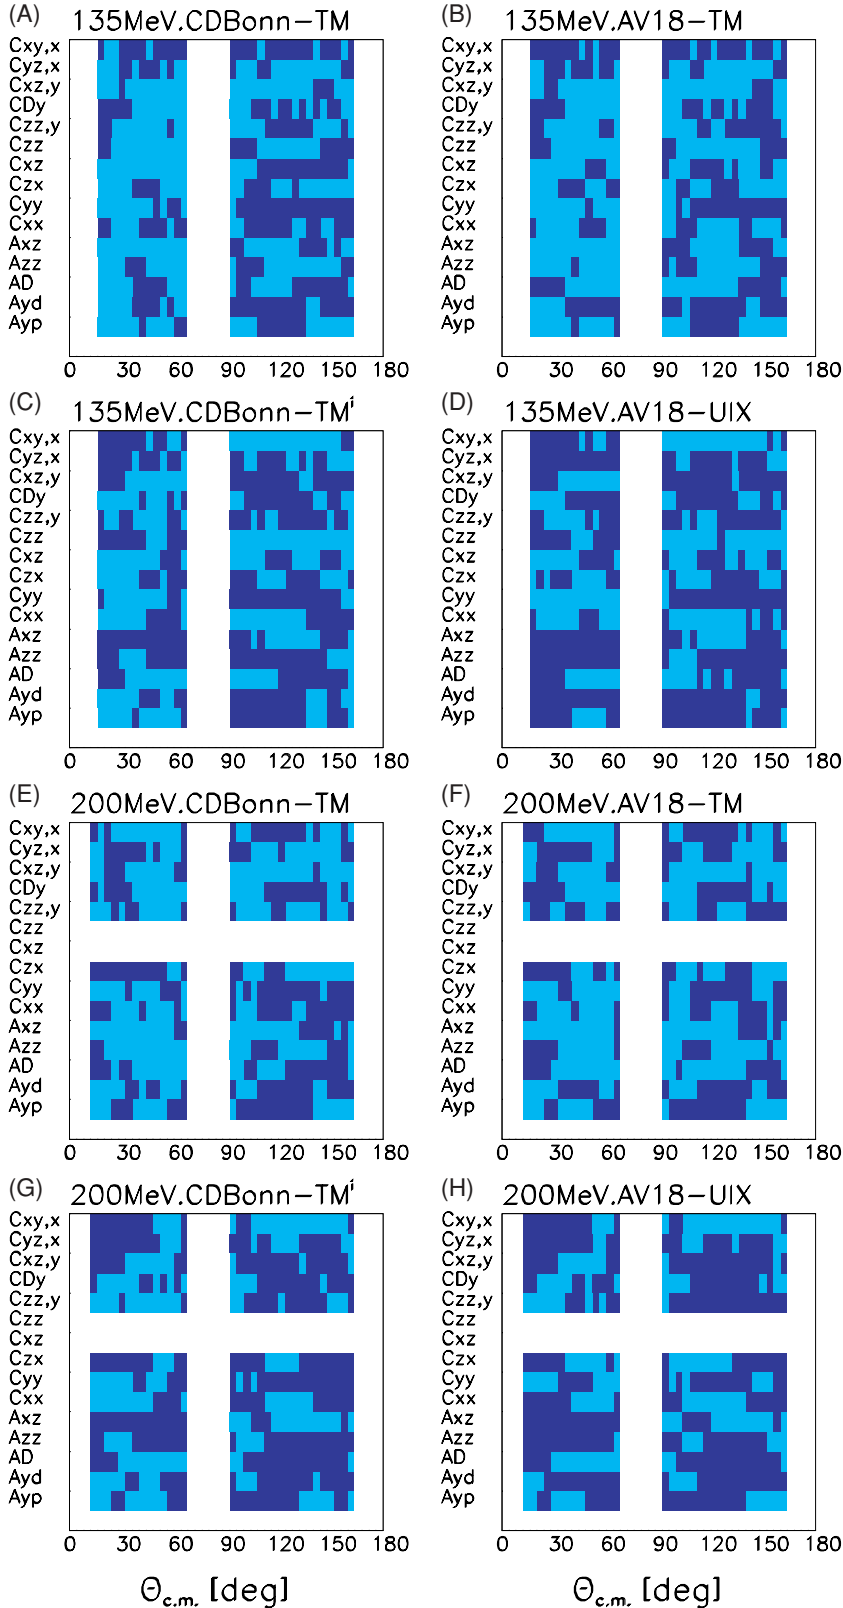 (A) 135MeV.CDBonn-TM
Cxy,x
Cyz,x
Cxz,y
CDy
Czz,y
Czz
Cxz
Czx
Cyy
Cxx
Axz
Azz
AD
Ayd
Ayp
0 30 60 90 120 150 180
(B) 135MeV.AV18-TM
Cxy,x
Cyz,x
Cxz,y
CDy
Czz,y
Czz
Cxz
Czx
Cyy
Cxx
Axz
Azz
AD
Ayd
Ayp
0 30 60 90 120 150 180
(C) 135MeV.CDBonn-TM'
Cxy,x
Cyz,x
Cxz,y
CDy
Czz,y
Czz
Cxz
Czx
Cyy
Cxx
Axz
Azz
AD
Ayd
Ayp
0 30 60 90 120 150 180
(D) 135MeV.AV18-UIX
Cxy,x
Cyz,x
Cxz,y
CDy
Czz,y
Czz
Cxz
Czx
Cyy
Cxx
Axz
Azz
AD
Ayd
Ayp
0 30 60 90 120 150 180
(E) 200MeV.CDBonn-TM
Cxy,x
Cyz,x
Cxz,y
CDy
Czz,y
Czz
Cxz
Czx
Cyy
Cxx
Axz
Azz
AD
Ayd
Ayp
0 30 60 90 120 150 180
(F) 200MeV.AV18-TM
Cxy,x
Cyz,x
Cxz,y
CDy
Czz,y
Czz
Cxz
Czx
Cyy
Cxx
Axz
Azz
AD
Ayd
Ayp
0 30 60 90 120 150 180
(G) 200MeV.CDBonn-TM'
Cxy,x
Cyz,x
Cxz,y
CDy
Czz,y
Czz
Cxz
Czx
Cyy
Cxx
Axz
Azz
AD
Ayd
Ayp
0 30 60 90 120 150 180
Θc.m. [deg]
(H) 200MeV.AV18-UIX
Cxy,x
Cyz,x
Cxz,y
CDy
Czz,y
Czz
Cxz
Czx
Cyy
Cxx
Axz
Azz
AD
Ayd
Ayp
0 30 60 90 120 150 180
Θc.m. [deg]